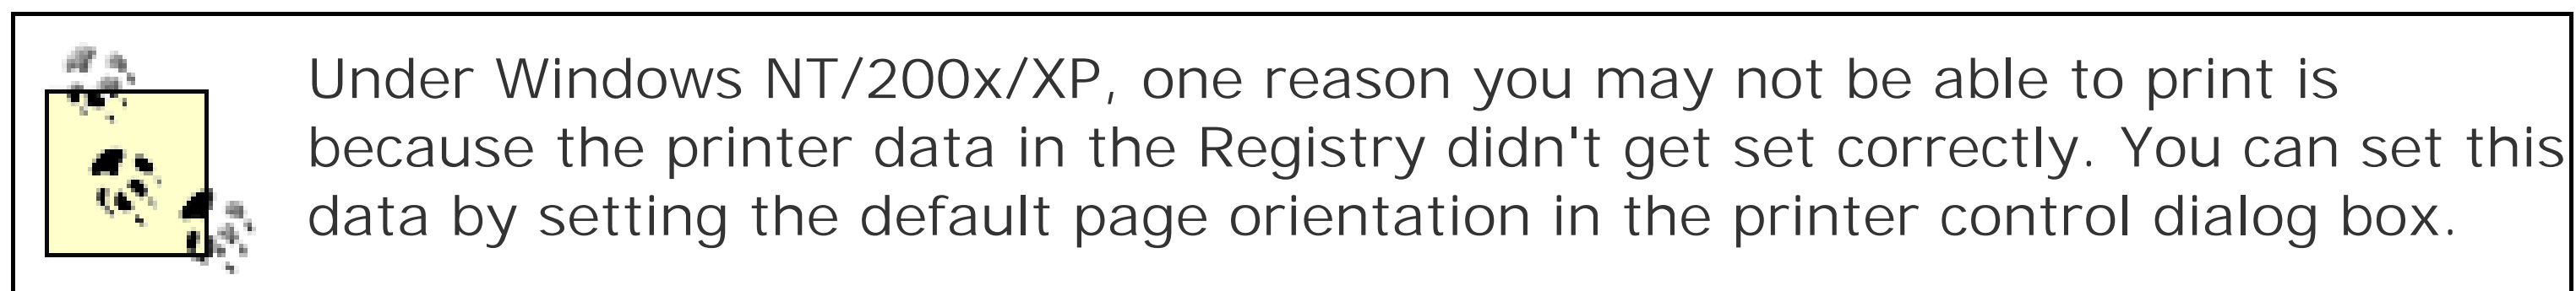 Under Windows NT/200x/XP, one reason you may not be able to print is
because the printer data in the Registry didn't get set correctly. You can set this
data by setting the default page orientation in the printer control dialog box.